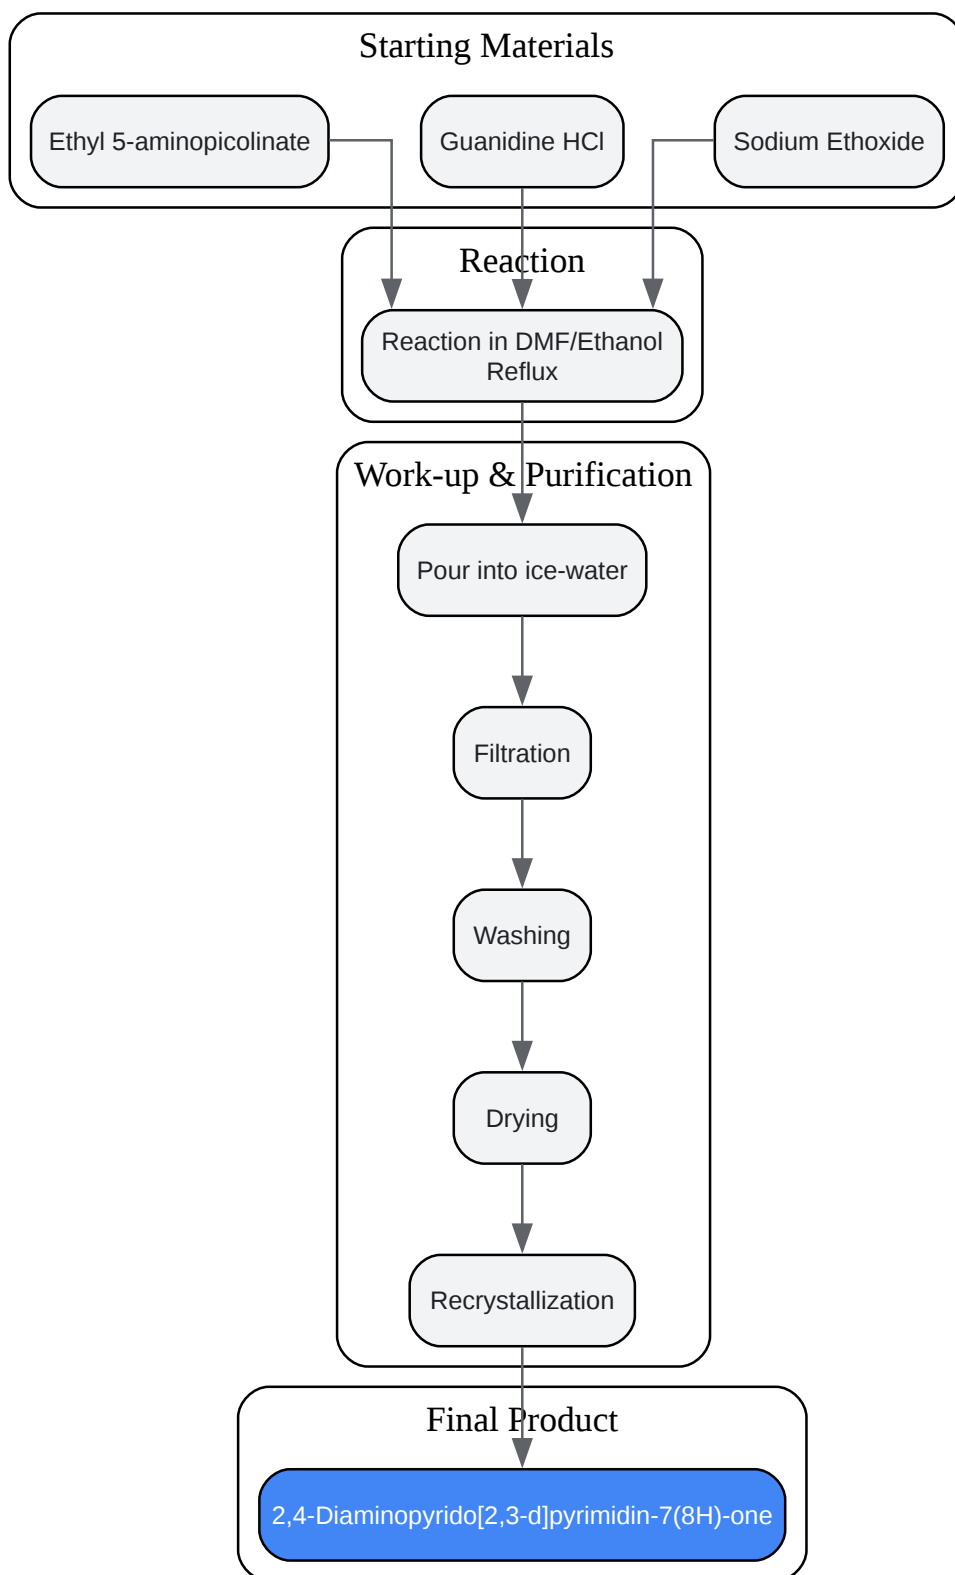 Starting Materials
Ethyl 5-aminopicolinate
Guanidine HCl
Sodium Ethoxide
Reaction
Reaction in DMF/Ethanol
Reflux
Work-up & Purification
Pour into ice-water
Filtration
Washing
Drying
Recrystallization
Final Product
2,4-Diaminopyrido[2,3-d]pyrimidin-7(8H)-one